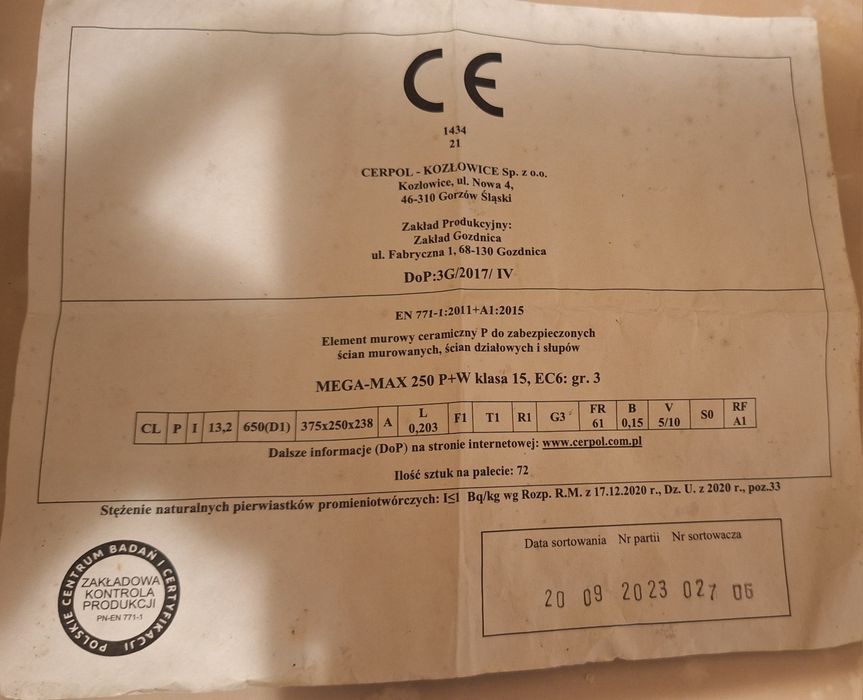 CE
1434
21
CERPOL - KOZŁOWICE Sp. z o.o.
Kozłowice, ul. Nowa 4,
46-310 Gorzów Śląski
Zakład Produkcyjny:
Zakład Gozdnica
ul. Fabryczna 1, 68-130 Gozdnica
DoP:3G/2017/ IV
EN 771-1:2011+A1:2015
Element murowy ceramiczny P do zabezpieczonych
ścian murowanych, ścian działowych i słupów
MEGA-MAX 250 P+W klasa 15, EC6: gr. 3
CL P I 13,2 650(D1) 375x250x238 A L 0,203 F1 T1 R1 G3 FR 61 B 0,15 V 5/10 S0 RF A1
Dalsze informacje (DoP) na stronie internetowej: www.cerpol.com.pl
Ilość sztuk na palecie: 72
Stężenie naturalnych pierwiastków promieniotwórczych: I≤1 Bq/kg wg Rozp. R.M. z 17.12.2020 r., Dz. U. z 2020 r., poz.33
Data sortowania Nr partii Nr sortowacza
20 09 2023 027 06
POLSKIE CENTRUM BADAŃ I CERTYFIKACJI
ZAKŁADOWA
KONTROLA
PRODUKCJI
PN-EN 771-1